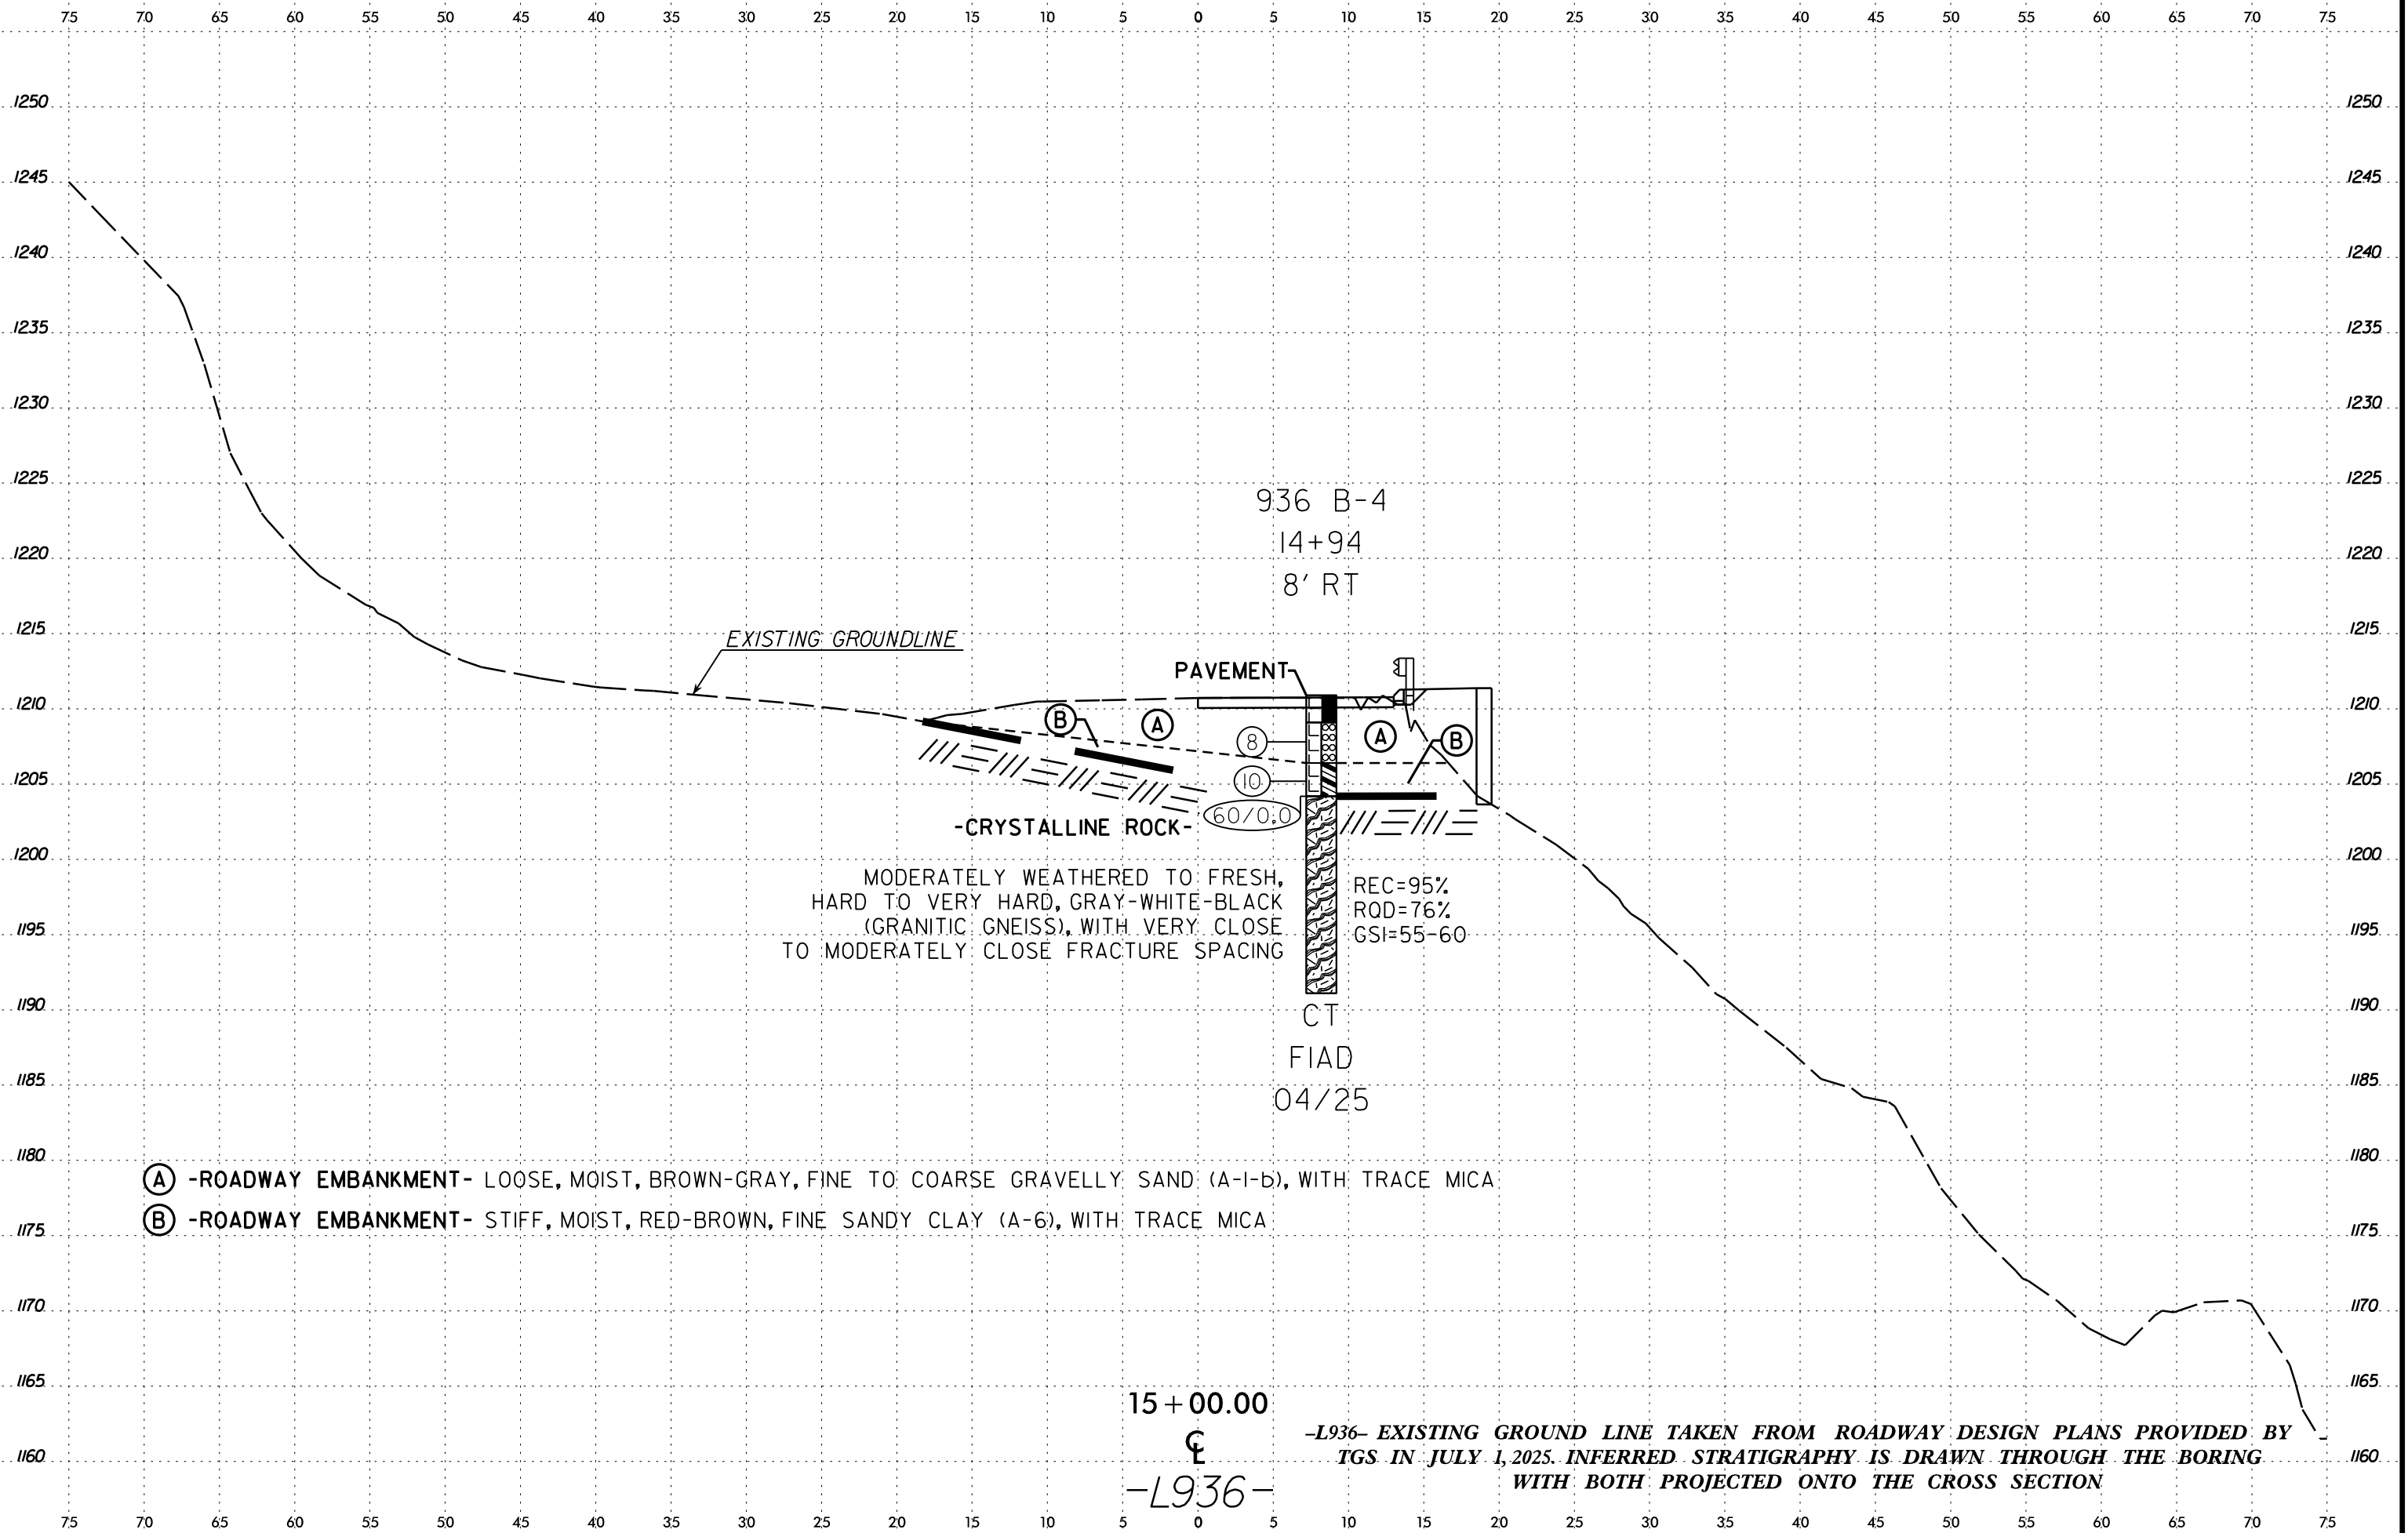 75 70 65 60 55 50 45 40 35 30 25 20 15 10 5 0 5 10 15 20 25 30 35 40 45 50 55 60 65 70 75
1250 1250
1245 1245
1240 1240
1235 1235
1230 1230
1225 1225
936 B-4
14+94
1220 1220
8' RT
1215 1215
EXISTING GROUNDLINE
PAVEMENT
1210 1210
B A A B
8
10
1205 1205
60/0.0
-CRYSTALLINE ROCK-
1200 1200
MODERATELY WEATHERED TO FRESH,
HARD TO VERY HARD, GRAY-WHITE-BLACK
(GRANITIC GNEISS), WITH VERY CLOSE
TO MODERATELY CLOSE FRACTURE SPACING
REC=95%
RQD=76%
GSI=55-60
1195 1195
1190 1190
CT
FIAD
04/25
1185 1185
1180 1180
A -ROADWAY EMBANKMENT- LOOSE, MOIST, BROWN-GRAY, FINE TO COARSE GRAVELLY SAND (A-1-b), WITH TRACE MICA
B -ROADWAY EMBANKMENT- STIFF, MOIST, RED-BROWN, FINE SANDY CLAY (A-6), WITH TRACE MICA
1175 1175
1170 1170
1165 1165
15+00.00
℄
-L936-
1160 1160
-L936- EXISTING GROUND LINE TAKEN FROM ROADWAY DESIGN PLANS PROVIDED BY
TGS IN JULY 1, 2025. INFERRED STRATIGRAPHY IS DRAWN THROUGH THE BORING
WITH BOTH PROJECTED ONTO THE CROSS SECTION
75 70 65 60 55 50 45 40 35 30 25 20 15 10 5 0 5 10 15 20 25 30 35 40 45 50 55 60 65 70 75